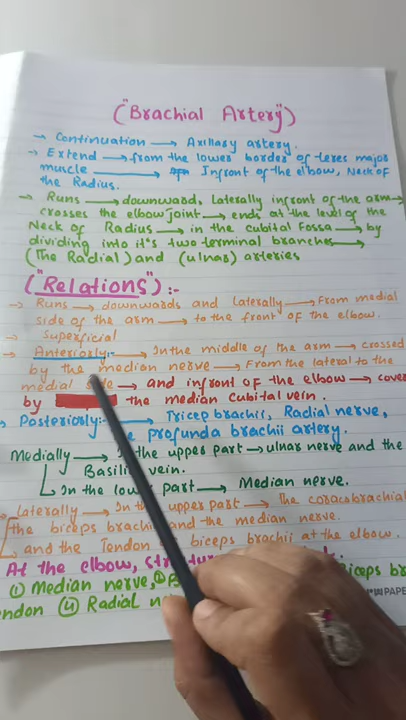 ("Brachial Artery")
→ Continuation → Axillary artery.
→ Extend → from the lower border of teres major
muscle → Infront of the elbow, Neck of
the Radius.
→ Runs → downward, Laterally infront of the arm →
crosses the elbow joint → ends at the level of the
Neck of Radius → in the cubital fossa → by
dividing into it's two terminal branches →
(The Radial) and (ulnar) arteries
("Relations") :-
→ Runs → downwards and Laterally → From medial
side of the arm → to the front of the elbow.
→ Superficial
→ Anteriorly:- → In the middle of the arm → crossed
by the median nerve → From the lateral to the
medial side → and infront of the elbow → cover
by the median cubital vein.
Posteriorly:- Tricep brachii, Radial nerve,
profunda brachii artery.
Medially → In the upper part → ulnar nerve and the
Basilic vein.
In the lower part → Median nerve.
→ Laterally → In the upper part → The coracobrachial
the biceps brachii and the median nerve.
and the Tendon biceps brachii at the elbow.
At the elbow,
① Median nerve, ② Biceps br
④ Radial
PAPE